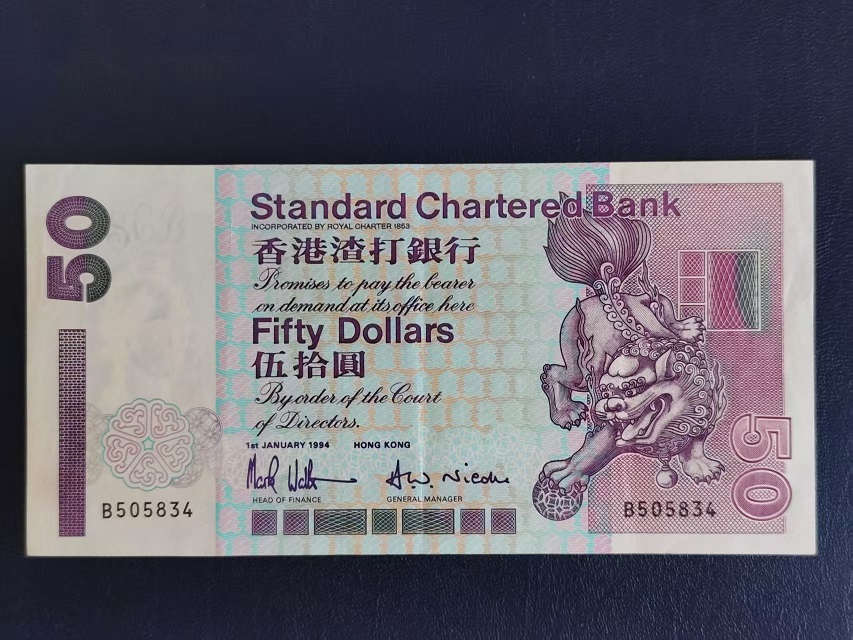 50
Standard Chartered Bank
INCORPORATED BY ROYAL CHARTER 1853
香港渣打銀行
Promises to pay the bearer
on demand at its office here
Fifty Dollars
伍拾圓
By order of the Court
of Directors.
1st JANUARY 1994 HONG KONG
Mark
A.W. Nicolle
HEAD OF FINANCE GENERAL MANAGER
B505834
B505834
50